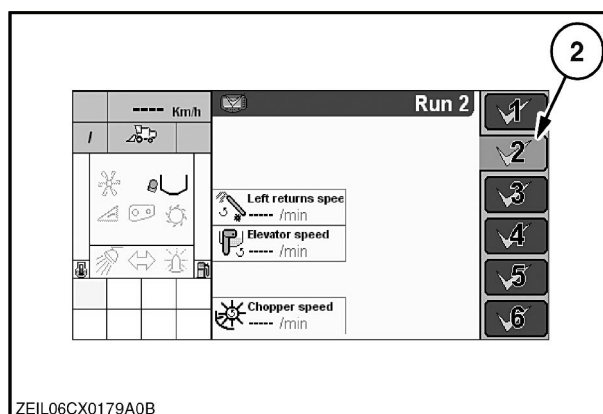 2
---- Km/h
Run 2
1
/
2
Left returns spee
----- /min
3
Elevator speed
----- /min
4
5
Chopper speed
----- /min
6
ZEIL06CX0179A0B